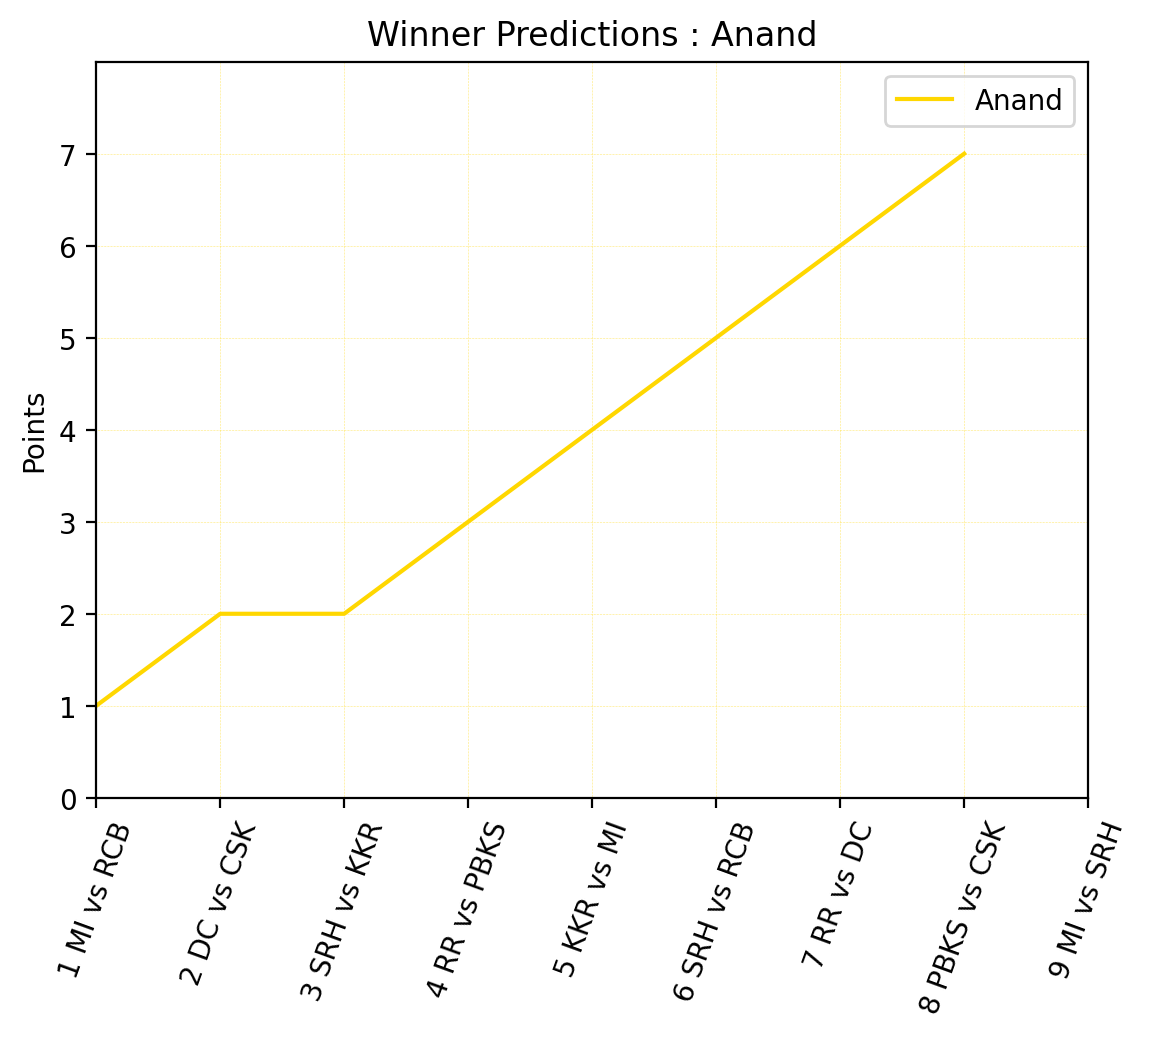 Winner Predictions : Anand
Anand
Points
7
6
5
4
3
2
1
0
1 MI vs RCB
2 DC vs CSK
3 SRH vs KKR
4 RR vs PBKS
5 KKR vs MI
6 SRH vs RCB
7 RR vs DC
8 PBKS vs CSK
9 MI vs SRH